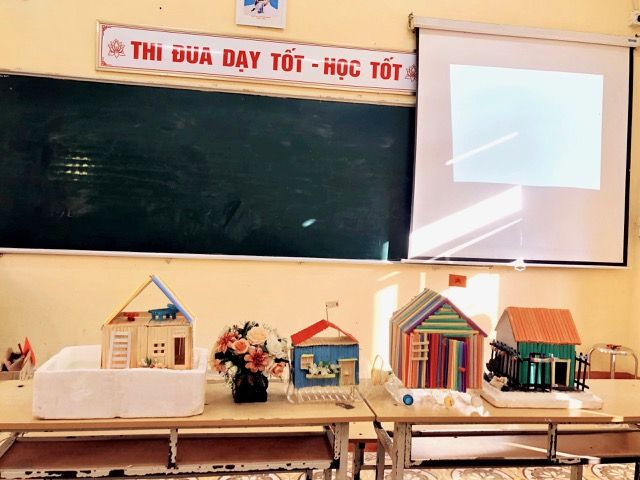 THI ĐUA DẠY TỐT - HỌC TỐT